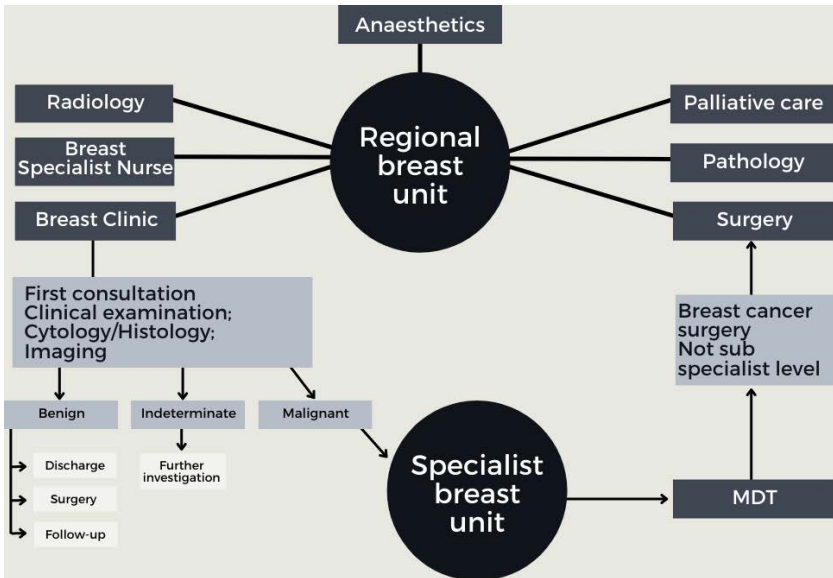 Anaesthetics
Radiology
Breast
Specialist Nurse
Breast Clinic
Regional
breast
unit
Palliative care
Pathology
Surgery
First consultation
Clinical examination;
Cytology/Histology;
Imaging
Benign
Indeterminate
Malignant
Discharge
Surgery
Follow-up
Further
investigation
Specialist
breast
unit
MDT
Breast cancer
surgery
Not sub
specialist level